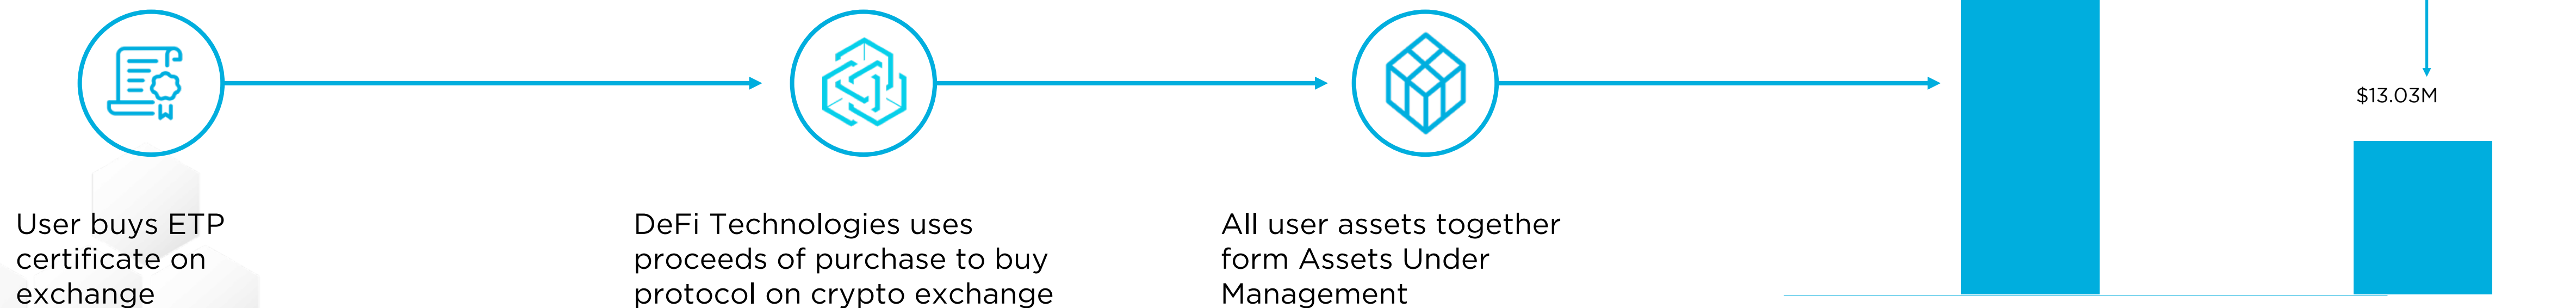 $13.03M
User buys ETP
certificate on
exchange
DeFi Technologies uses
proceeds of purchase to buy
protocol on crypto exchange
All user assets together
form Assets Under
Management